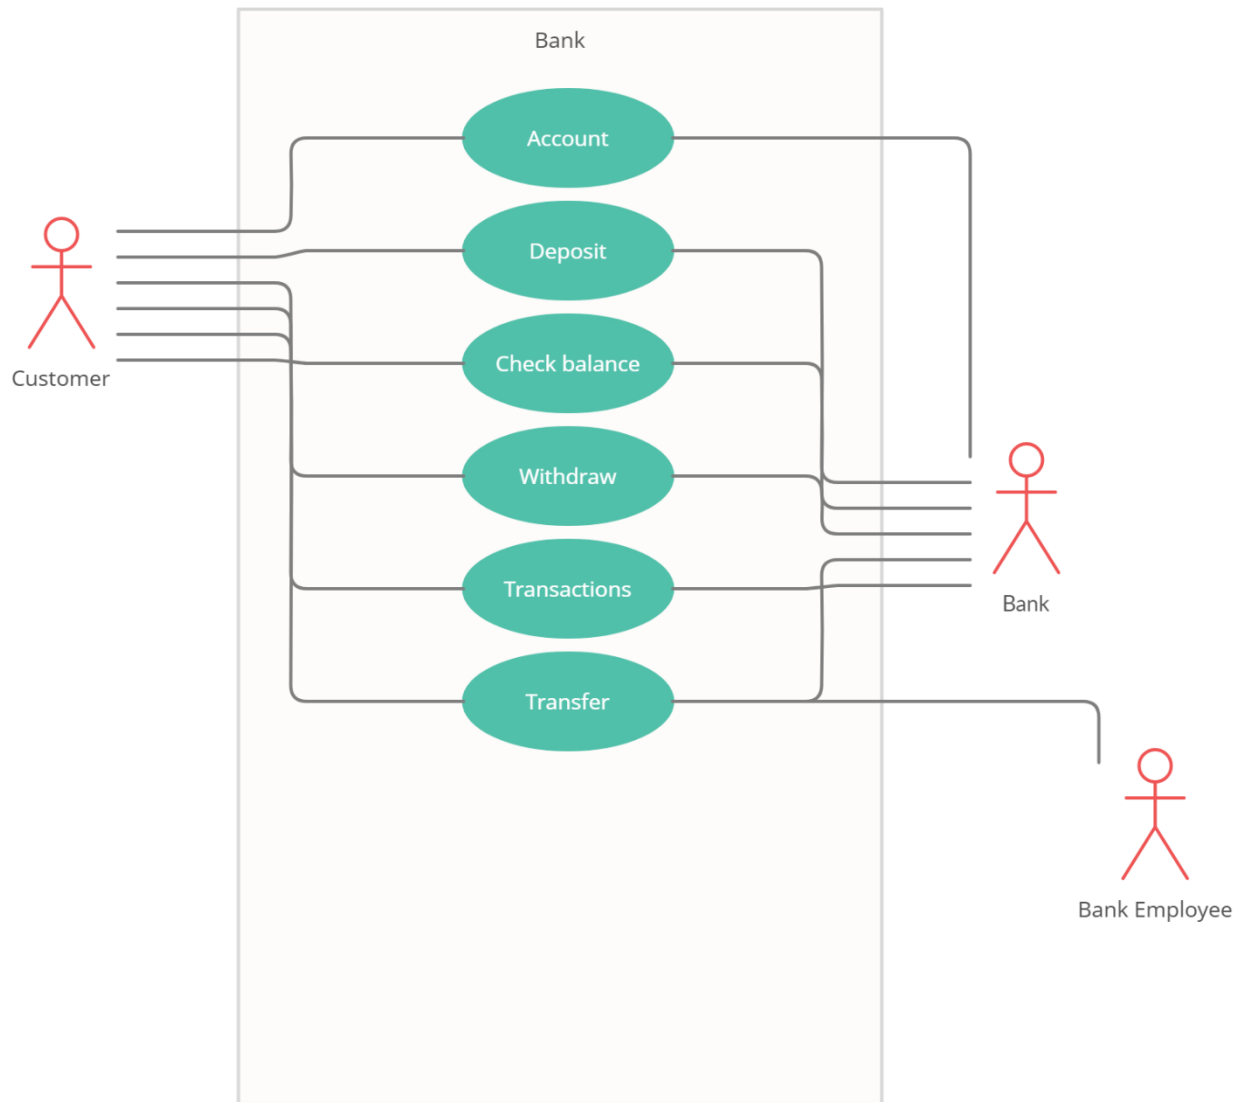 Bank
Account
Deposit
Check balance
Customer
Withdraw
Transactions
Bank
Transfer
Bank Employee